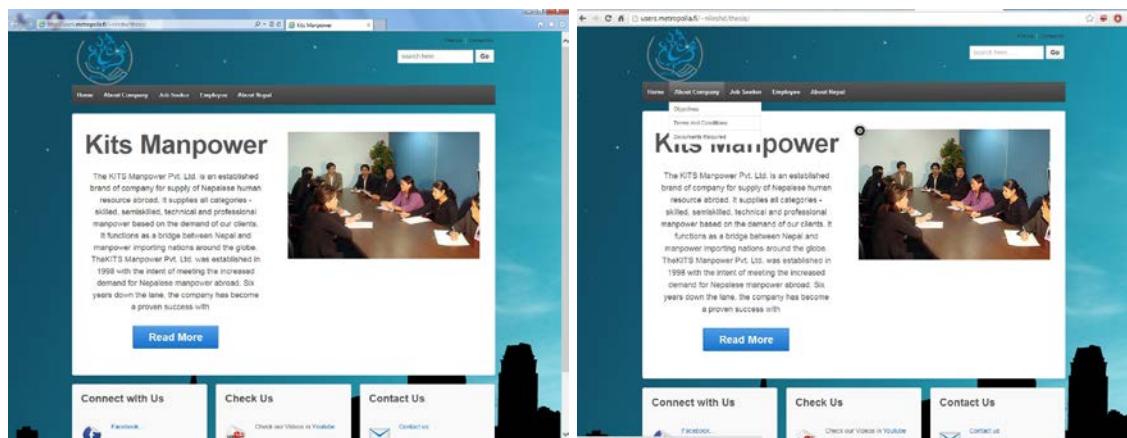 Kits Manpower
search here
Go
Home About Company Job Seeker Employee About Nepal
Kits Manpower
The KITS Manpower Pvt. Ltd. is an established
brand of company for supply of Nepalese human
resource abroad. It supplies all categories -
skilled, semiskilled, technical and professional
manpower based on the demand of our clients.
It functions as a bridge between Nepal and
manpower importing nations around the globe.
TheKITS Manpower Pvt. Ltd. was established in
1998 with the intent of meeting the increased
demand for Nepalese manpower abroad. Six
years down the lane, the company has become
a proven success with
Read More
Connect with Us
Check Us
Contact Us
Facebook...
Check our Videos in Youtube
Contact us
users.metropolia.fi/~nileshd/thesis/
search here
Go
Home About Company Job Seeker Employee About Nepal
Objectives
Terms And Conditions
Documents Required
Kits Manpower
The KITS Manpower Pvt. Ltd. is an established
brand of company for supply of Nepalese human
resource abroad. It supplies all categories -
skilled, semiskilled, technical and professional
manpower based on the demand of our clients.
It functions as a bridge between Nepal and
manpower importing nations around the globe.
TheKITS Manpower Pvt. Ltd. was established in
1998 with the intent of meeting the increased
demand for Nepalese manpower abroad. Six
years down the lane, the company has become
a proven success with
Read More
Connect with Us
Check Us
Contact Us
Facebook...
Check our Videos in Youtube
Contact us